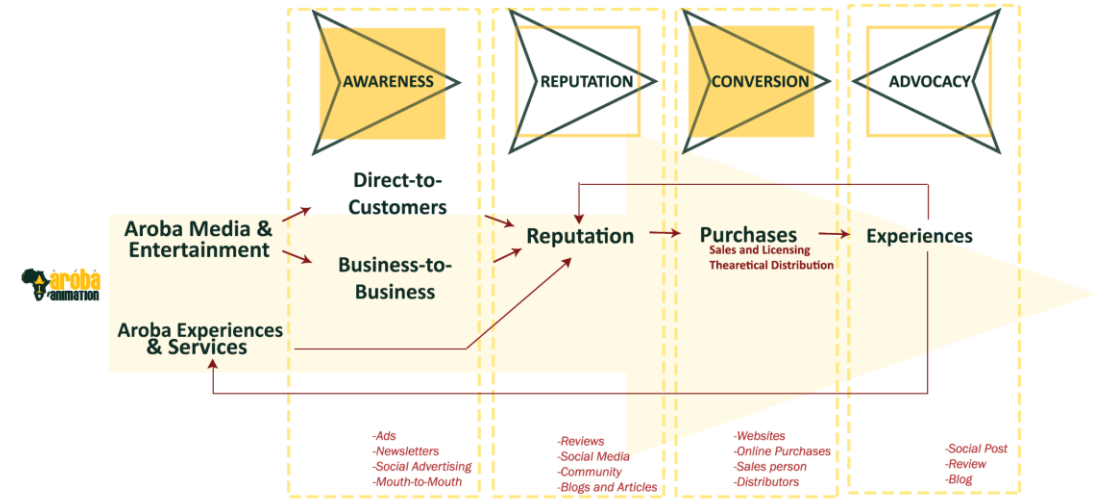 AWARENESS
REPUTATION
CONVERSION
ADVOCACY
Direct-to-
Customers
Aroba Media &
Entertainment
Business-to-
Business
Reputation
Purchases
Sales and Licensing
Thearetical Distribution
Experiences
àróbá
animation
Aroba Experiences
& Services
-Ads
-Newsletters
-Social Advertising
-Mouth-to-Mouth
-Reviews
-Social Media
-Community
-Blogs and Articles
-Websites
-Online Purchases
-Sales person
-Distributors
-Social Post
-Review
-Blog